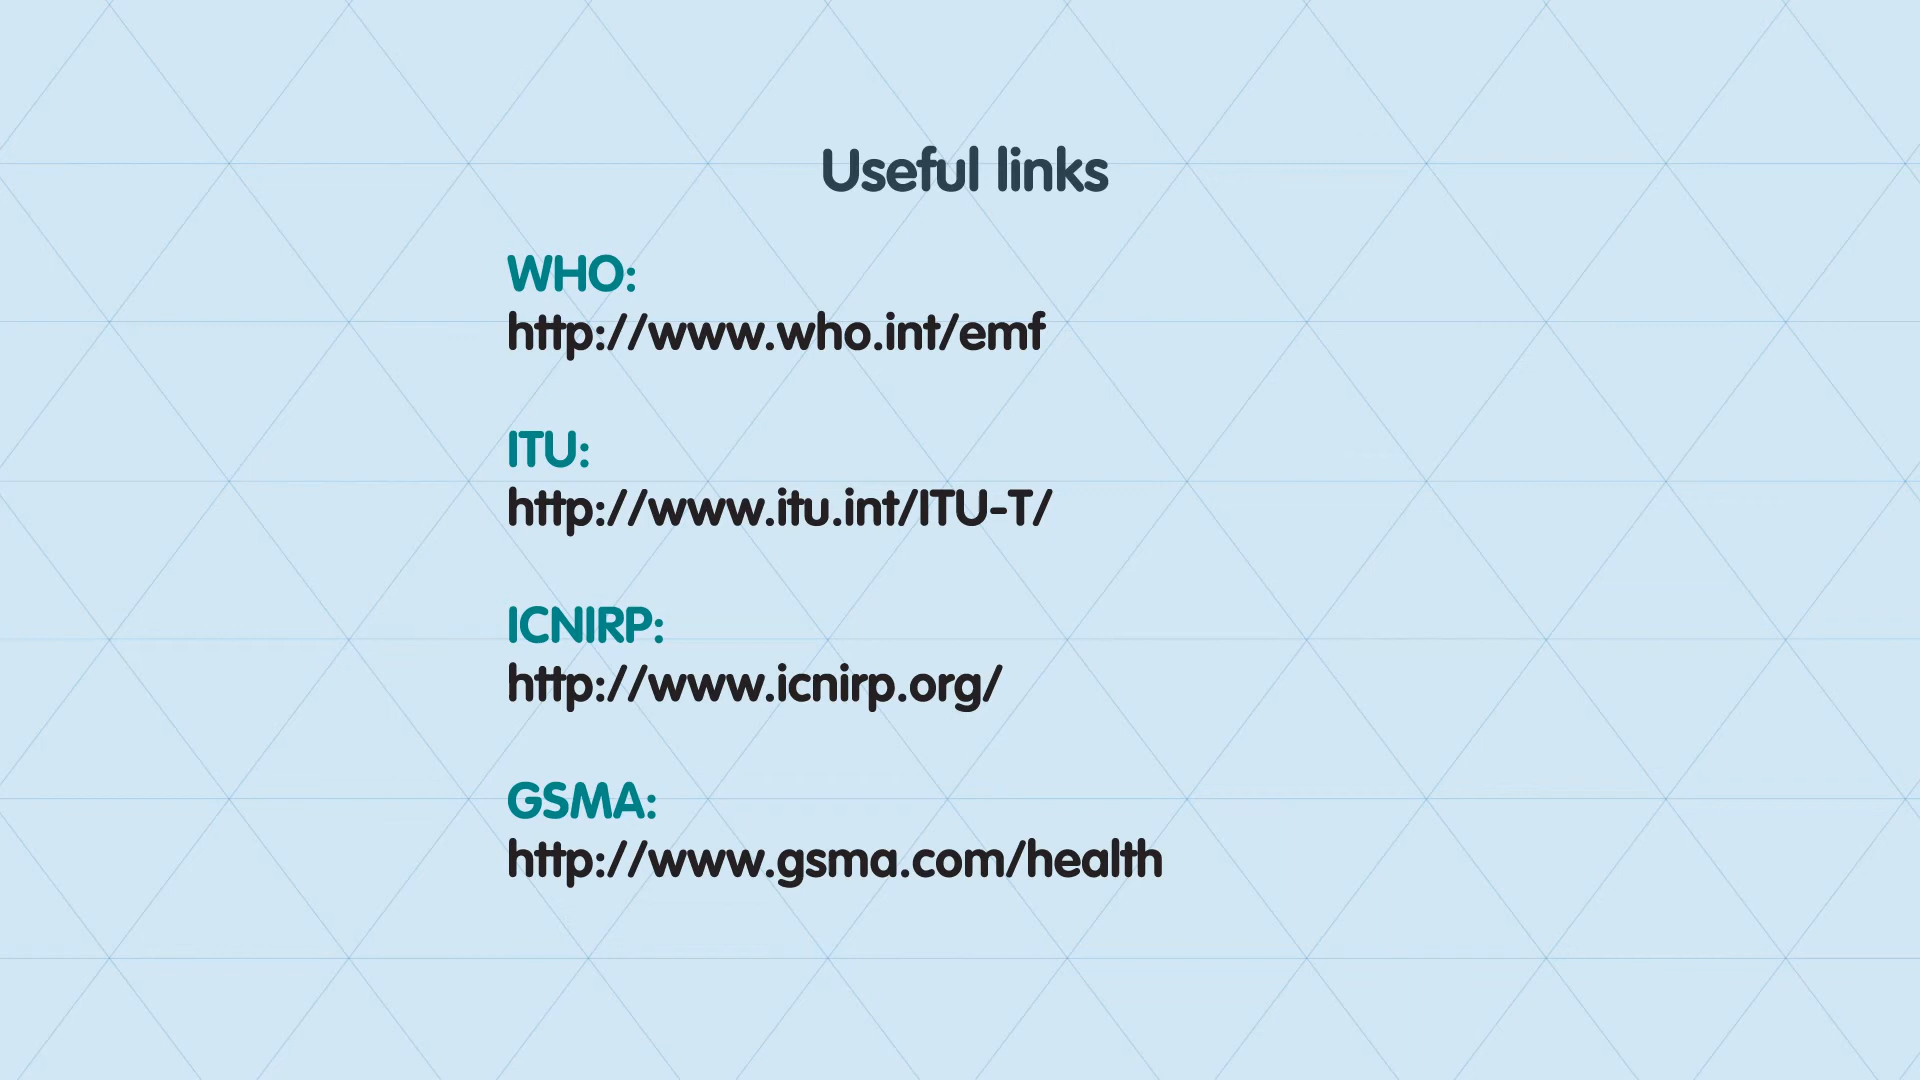 Useful links
WHO:
http://www.who.int/emf
ITU:
http://www.itu.int/ITU-T/
ICNIRP:
http://www.icnirp.org/
GSMA:
http://www.gsma.com/health